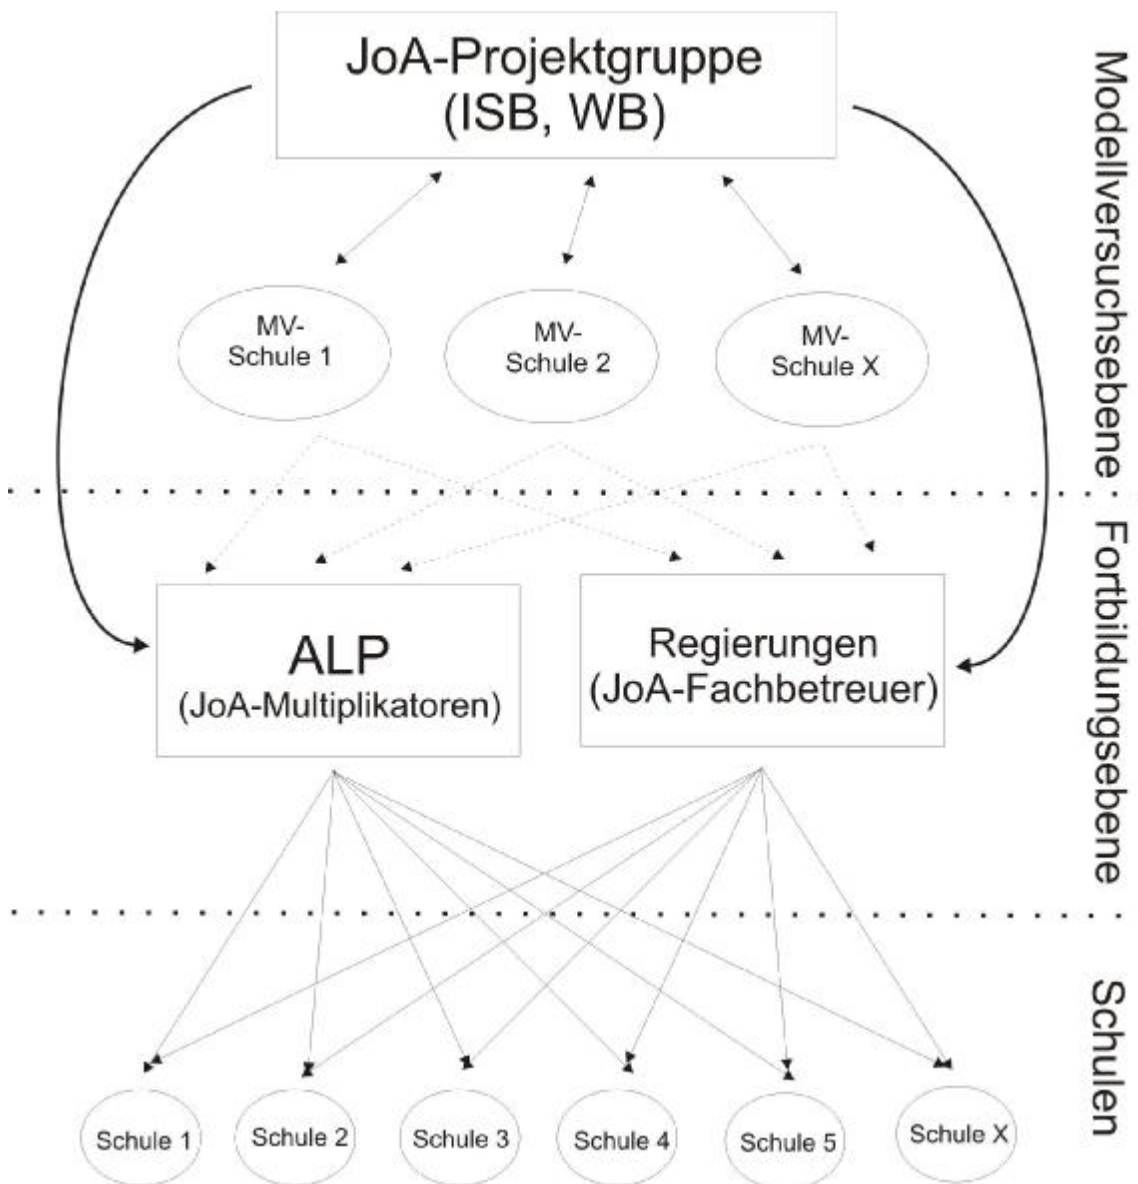 JoA-Projektgruppe
(ISB, WB)
Modellversuchsebene
MV-
Schule 1
MV-
Schule 2
MV-
Schule X
Fortbildungsebene
ALP
(JoA-Multiplikatoren)
Regierungen
(JoA-Fachbetreuer)
Schulen
Schule 1
Schule 2
Schule 3
Schule 4
Schule 5
Schule X